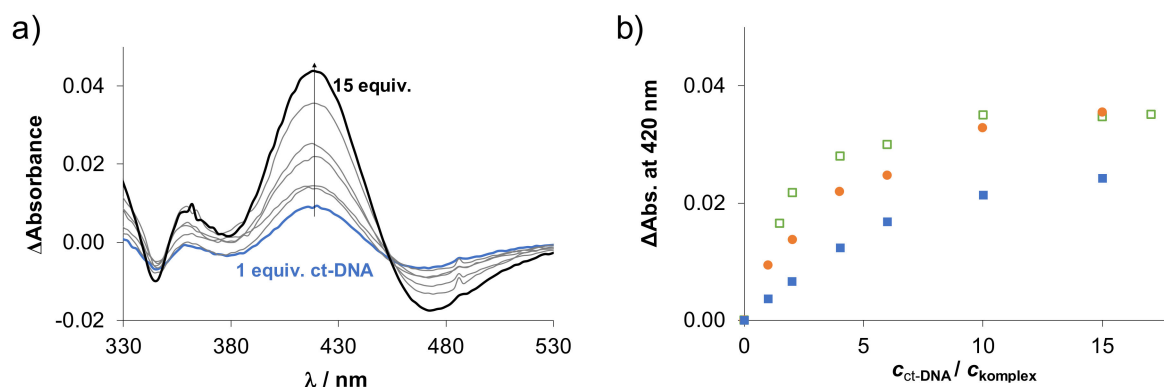 a)
ΔAbsorbance
0.04
0.02
0.00
-0.02
15 equiv.
1 equiv. ct-DNA
330 380 430 480 530
λ / nm
b)
ΔAbs. at 420 nm
0.04
0.02
0.00
0 5 10 15
cct-DNA / ckomplex